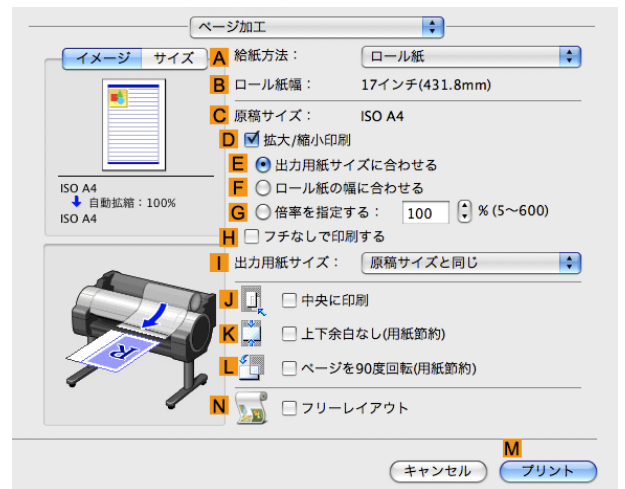 ページ加工
イメージ サイズ
A 給紙方法： ロール紙
B ロール紙幅： 17インチ(431.8mm)
C 原稿サイズ： ISO A4
D 拡大/縮小印刷
E 出力用紙サイズに合わせる
F ロール紙の幅に合わせる
G 倍率を指定する： 100 % (5～600)
H フチなしで印刷する
ISO A4
自動拡縮：100%
ISO A4
I 出力用紙サイズ： 原稿サイズと同じ
J 中央に印刷
K 上下余白なし(用紙節約)
L ページを90度回転(用紙節約)
N フリーレイアウト
R
M
キャンセル プリント